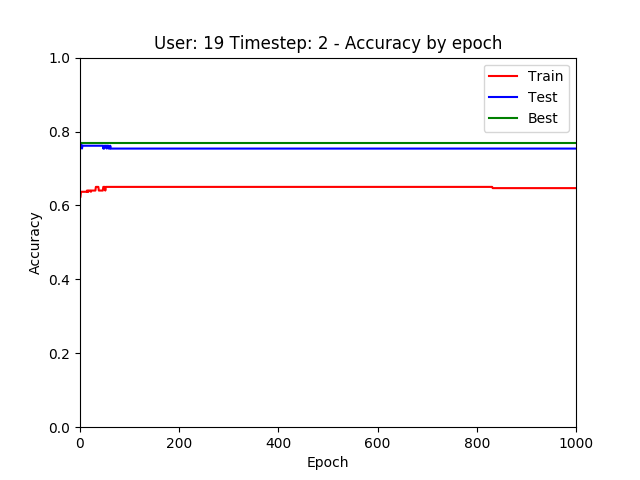 User: 19 Timestep: 2 - Accuracy by epoch
1.0
0.8
0.6
0.4
0.2
0.0
Accuracy
Train
Test
Best
0 200 400 600 800 1000
Epoch